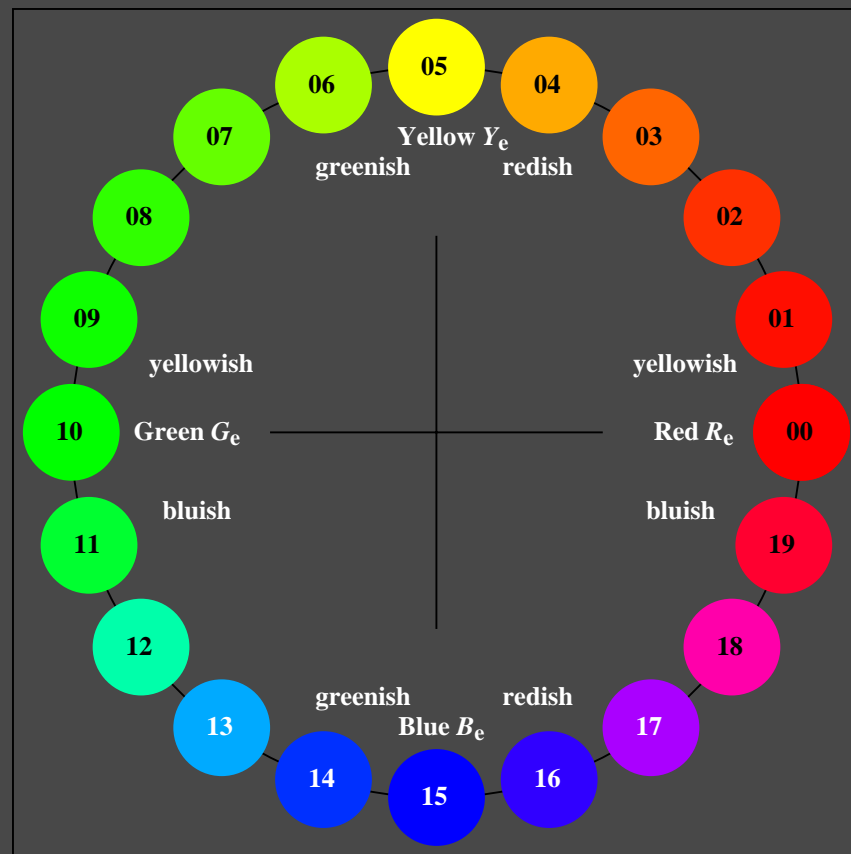 05
06
04
07
Yellow Ye
03
greenish
redish
08
02
09
01
yellowish
yellowish
10
Green Ge
Red Re
00
bluish
bluish
11
19
12
18
greenish
redish
13
Blue Be
17
14
16
15